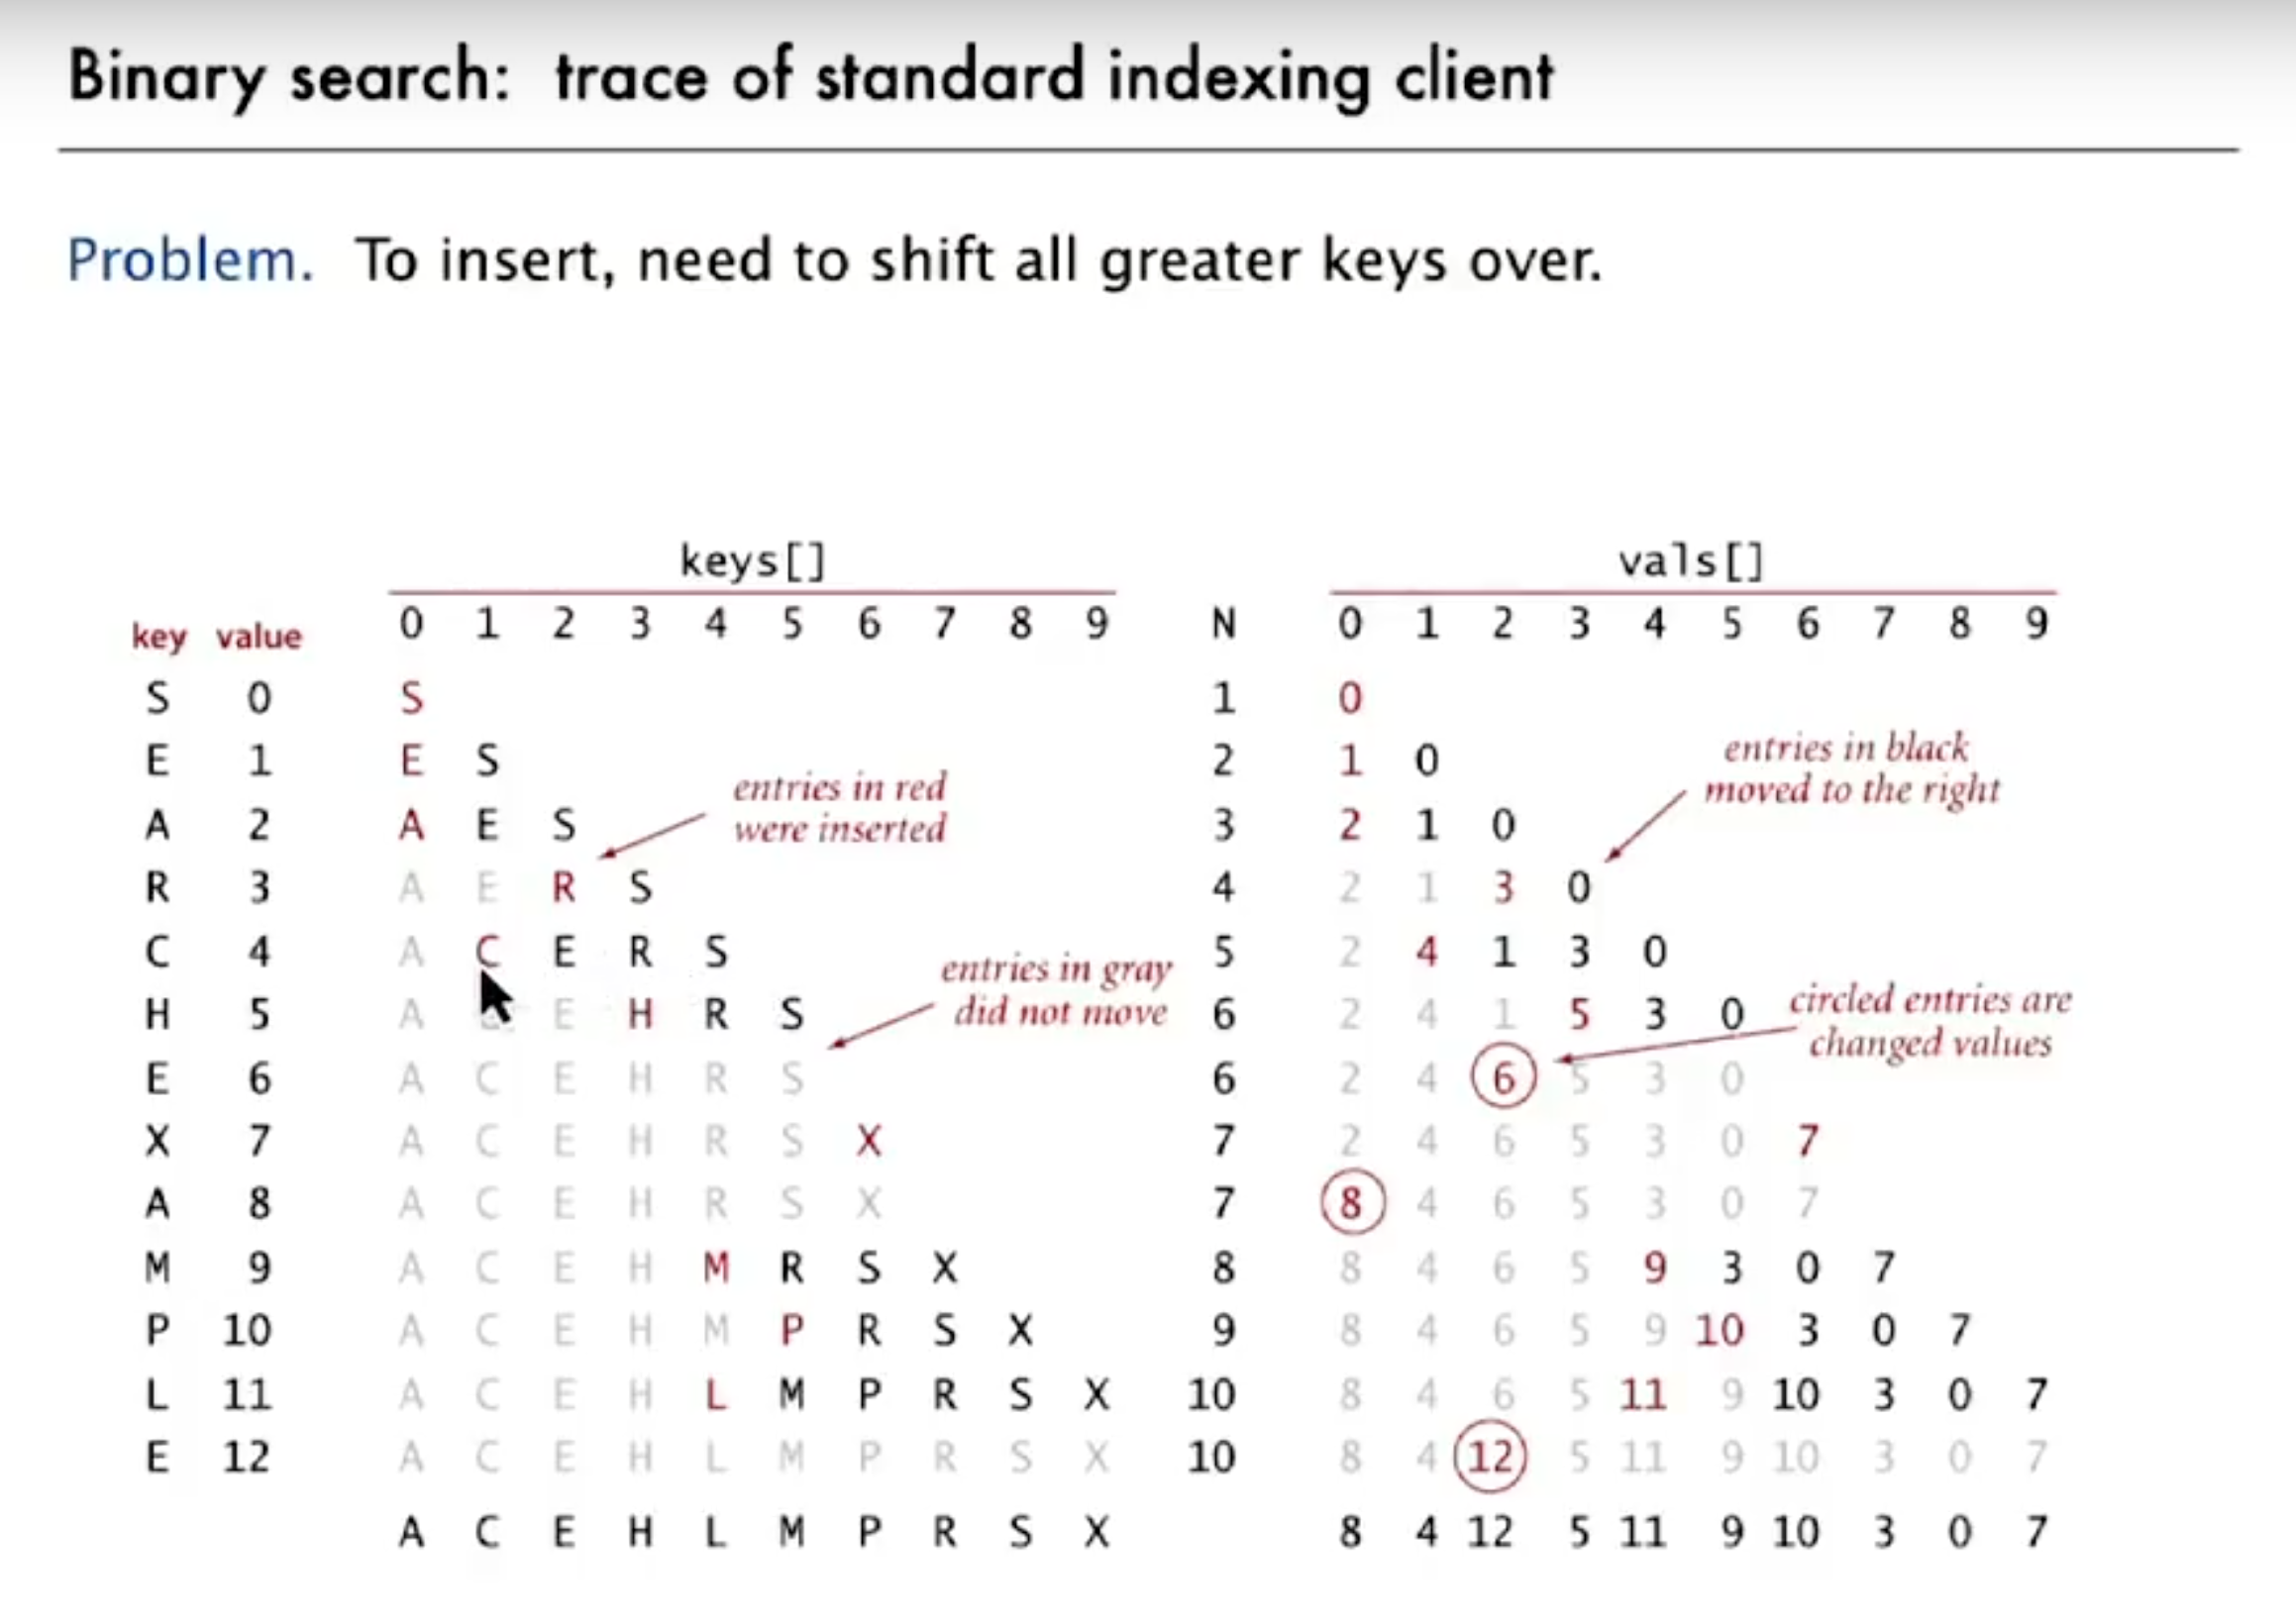 Binary search: trace of standard indexing client
Problem. To insert, need to shift all greater keys over.
keys[] vals[]
key value 0 1 2 3 4 5 6 7 8 9 N 0 1 2 3 4 5 6 7 8 9
S 0 S 1 0
E 1 E S 2 1 0
entries in red
were inserted
entries in black
moved to the right
A 2 A E S 3 2 1 0
R 3 A E R S 4 2 1 3 0
C 4 A C E R S 5 2 4 1 3 0
entries in gray
did not move
circled entries are
changed values
H 5 A E H R S 6 2 4 1 5 3 0
E 6 A C E H R S 6 2 4 6 5 3 0
X 7 A C E H R S X 7 2 4 6 5 3 0 7
A 8 A C E H R S X 7 8 4 6 5 3 0 7
M 9 A C E H M R S X 8 8 4 6 5 9 3 0 7
P 10 A C E H M P R S X 9 8 4 6 5 9 10 3 0 7
L 11 A C E H L M P R S X 10 8 4 6 5 11 9 10 3 0 7
E 12 A C E H L M P R S X 10 8 4 12 5 11 9 10 3 0 7
A C E H L M P R S X 8 4 12 5 11 9 10 3 0 7